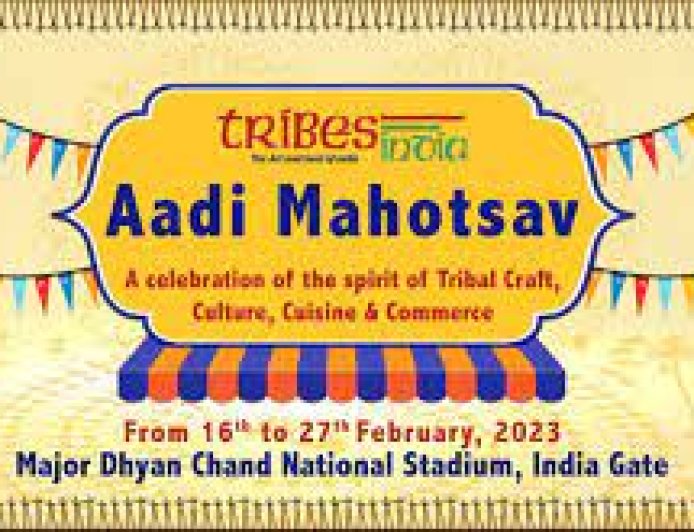 TRIBES
INDIA
Aadi Mahotsav
A celebration of the spirit of Tribal Craft,
Culture, Cuisine & Commerce
From 16th to 27th February, 2023
Major Dhyan Chand National Stadium, India Gate